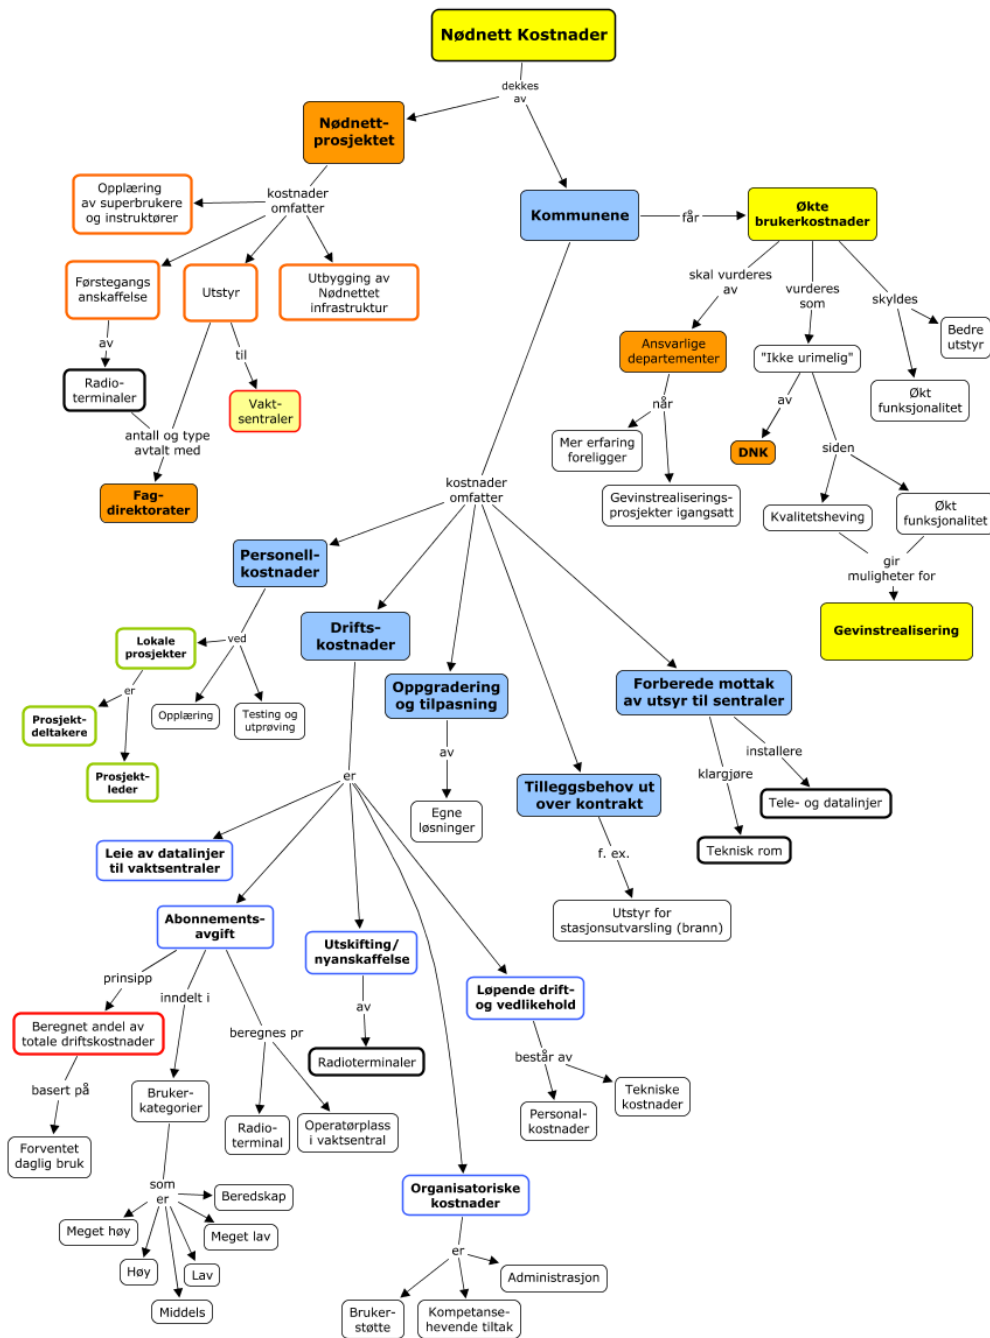 Nødnett Kostnader
dekkes
av
Nødnett-
prosjektet
Opplæring
av superbrukere
og instruktører
kostnader
omfatter
Kommunene
får
Økte
brukerkostnader
Førstegangs
anskaffelse
Utstyr
Utbygging av
Nødnettet
infrastruktur
skal vurderes
av
vurderes
som
skyldes
Bedre
utstyr
av
til
Ansvarlige
departementer
"Ikke urimelig"
Radio-
terminaler
Vakt-
sentraler
Økt
funksjonalitet
når
av
antall og type
avtalt med
Mer erfaring
foreligger
DNK
siden
Fag-
direktorater
kostnader
omfatter
Gevinstrealiserings-
prosjekter igangsatt
Kvalitetsheving
Økt
funksjonalitet
Personell-
kostnader
gir
muligheter for
Gevinstrealisering
Lokale
prosjekter
ved
Drifts-
kostnader
Oppgradering
og tilpasning
Forberede mottak
av utsyr til sentraler
er
Prosjekt-
deltakere
Opplæring
Testing og
utprøving
Prosjekt-
leder
er
av
klargjøre
installere
Egne
løsninger
Tilleggsbehov ut
over kontrakt
Tele- og datalinjer
Leie av datalinjer
til vaktsentraler
f. ex.
Teknisk rom
Abonnements-
avgift
Utskifting/
nyanskaffelse
Utstyr for
stasjonsutvarsling (brann)
prinsipp
inndelt i
Løpende drift-
og vedlikehold
av
Beregnet andel av
totale driftskostnader
beregnes pr
Radioterminaler
består av
basert på
Bruker-
kategorier
Radio-
terminal
Operatørplass
i vaktsentral
Personal-
kostnader
Tekniske
kostnader
Forventet
daglig bruk
som
er
Beredskap
Organisatoriske
kostnader
Meget høy
Meget lav
Høy
Lav
Middels
er
Administrasjon
Bruker-
støtte
Kompetanse-
hevende tiltak